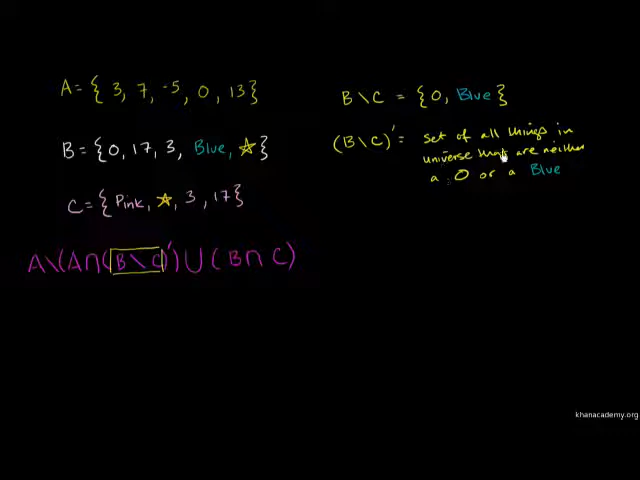 A = { 3, 7, -5, 0, 13 }
B = { 0, 17, 3, Blue, ☆ }
C = { Pink, ☆, 3, 17 }
A \ (A ∩ (B \ C)') ∪ (B ∩ C)
B \ C = { 0, Blue }
(B \ C)' = set of all things in
universe that are neither
a 0 or a Blue
khanacademy.org